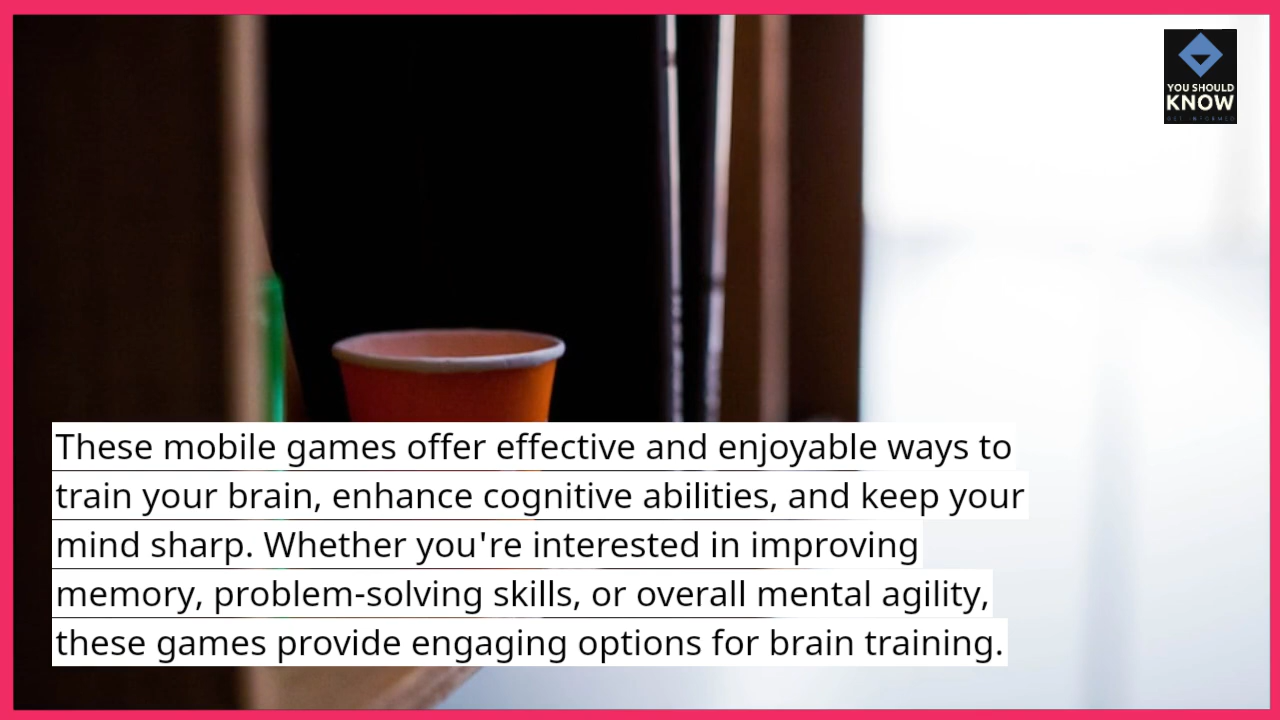 YOU SHOULD
KNOW
GET INFORMED
These mobile games offer effective and enjoyable ways to
train your brain, enhance cognitive abilities, and keep your
mind sharp. Whether you're interested in improving
memory, problem-solving skills, or overall mental agility,
these games provide engaging options for brain training.